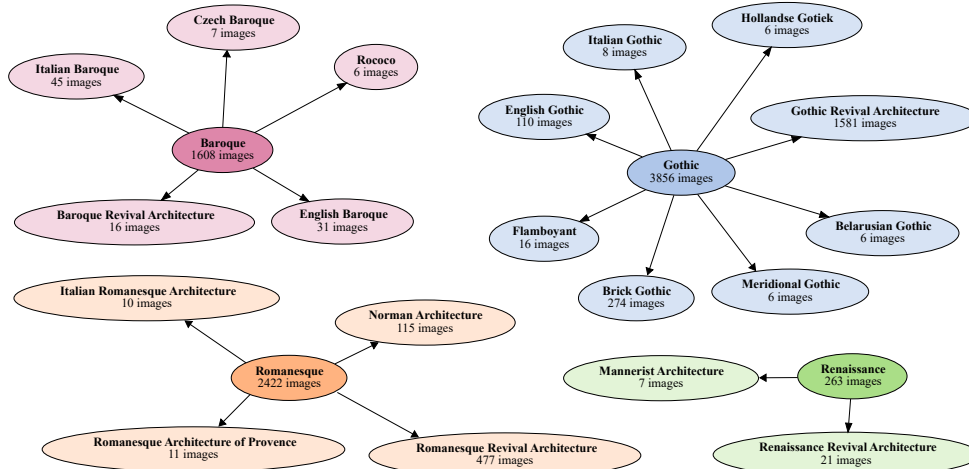 Czech Baroque
7 images
Italian Baroque
45 images
Rococo
6 images
Baroque
1608 images
Baroque Revival Architecture
16 images
English Baroque
31 images
Hollandse Gotiek
6 images
Italian Gothic
8 images
English Gothic
110 images
Gothic Revival Architecture
1581 images
Gothic
3856 images
Flamboyant
16 images
Belarusian Gothic
6 images
Brick Gothic
274 images
Meridional Gothic
6 images
Italian Romanesque Architecture
10 images
Norman Architecture
115 images
Romanesque
2422 images
Romanesque Architecture of Provence
11 images
Romanesque Revival Architecture
477 images
Mannerist Architecture
7 images
Renaissance
263 images
Renaissance Revival Architecture
21 images